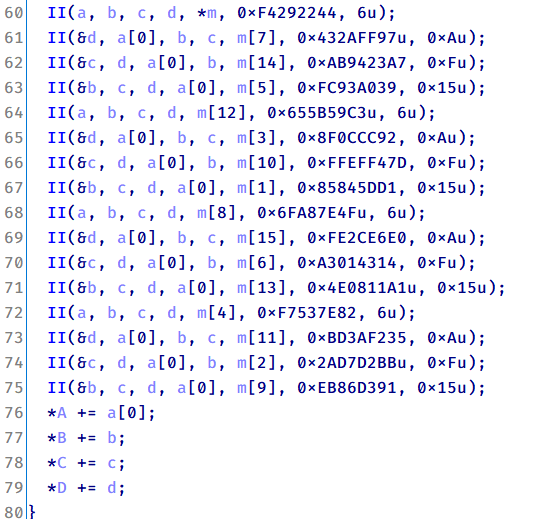 60 II(a, b, c, d, *m, 0xF4292244, 6u);
61 II(&d, a[0], b, c, m[7], 0x432AFF97u, 0xAu);
62 II(&c, d, a[0], b, m[14], 0xAB9423A7, 0xFu);
63 II(&b, c, d, a[0], m[5], 0xFC93A039, 0x15u);
64 II(a, b, c, d, m[12], 0x655B59C3u, 6u);
65 II(&d, a[0], b, c, m[3], 0x8F0CCC92, 0xAu);
66 II(&c, d, a[0], b, m[10], 0xFFEFF47D, 0xFu);
67 II(&b, c, d, a[0], m[1], 0x85845DD1, 0x15u);
68 II(a, b, c, d, m[8], 0x6FA87E4Fu, 6u);
69 II(&d, a[0], b, c, m[15], 0xFE2CE6E0, 0xAu);
70 II(&c, d, a[0], b, m[6], 0xA3014314, 0xFu);
71 II(&b, c, d, a[0], m[13], 0x4E0811A1u, 0x15u);
72 II(a, b, c, d, m[4], 0xF7537E82, 6u);
73 II(&d, a[0], b, c, m[11], 0xBD3AF235, 0xAu);
74 II(&c, d, a[0], b, m[2], 0x2AD7D2BBu, 0xFu);
75 II(&b, c, d, a[0], m[9], 0xEB86D391, 0x15u);
76 *A += a[0];
77 *B += b;
78 *C += c;
79 *D += d;
80 }